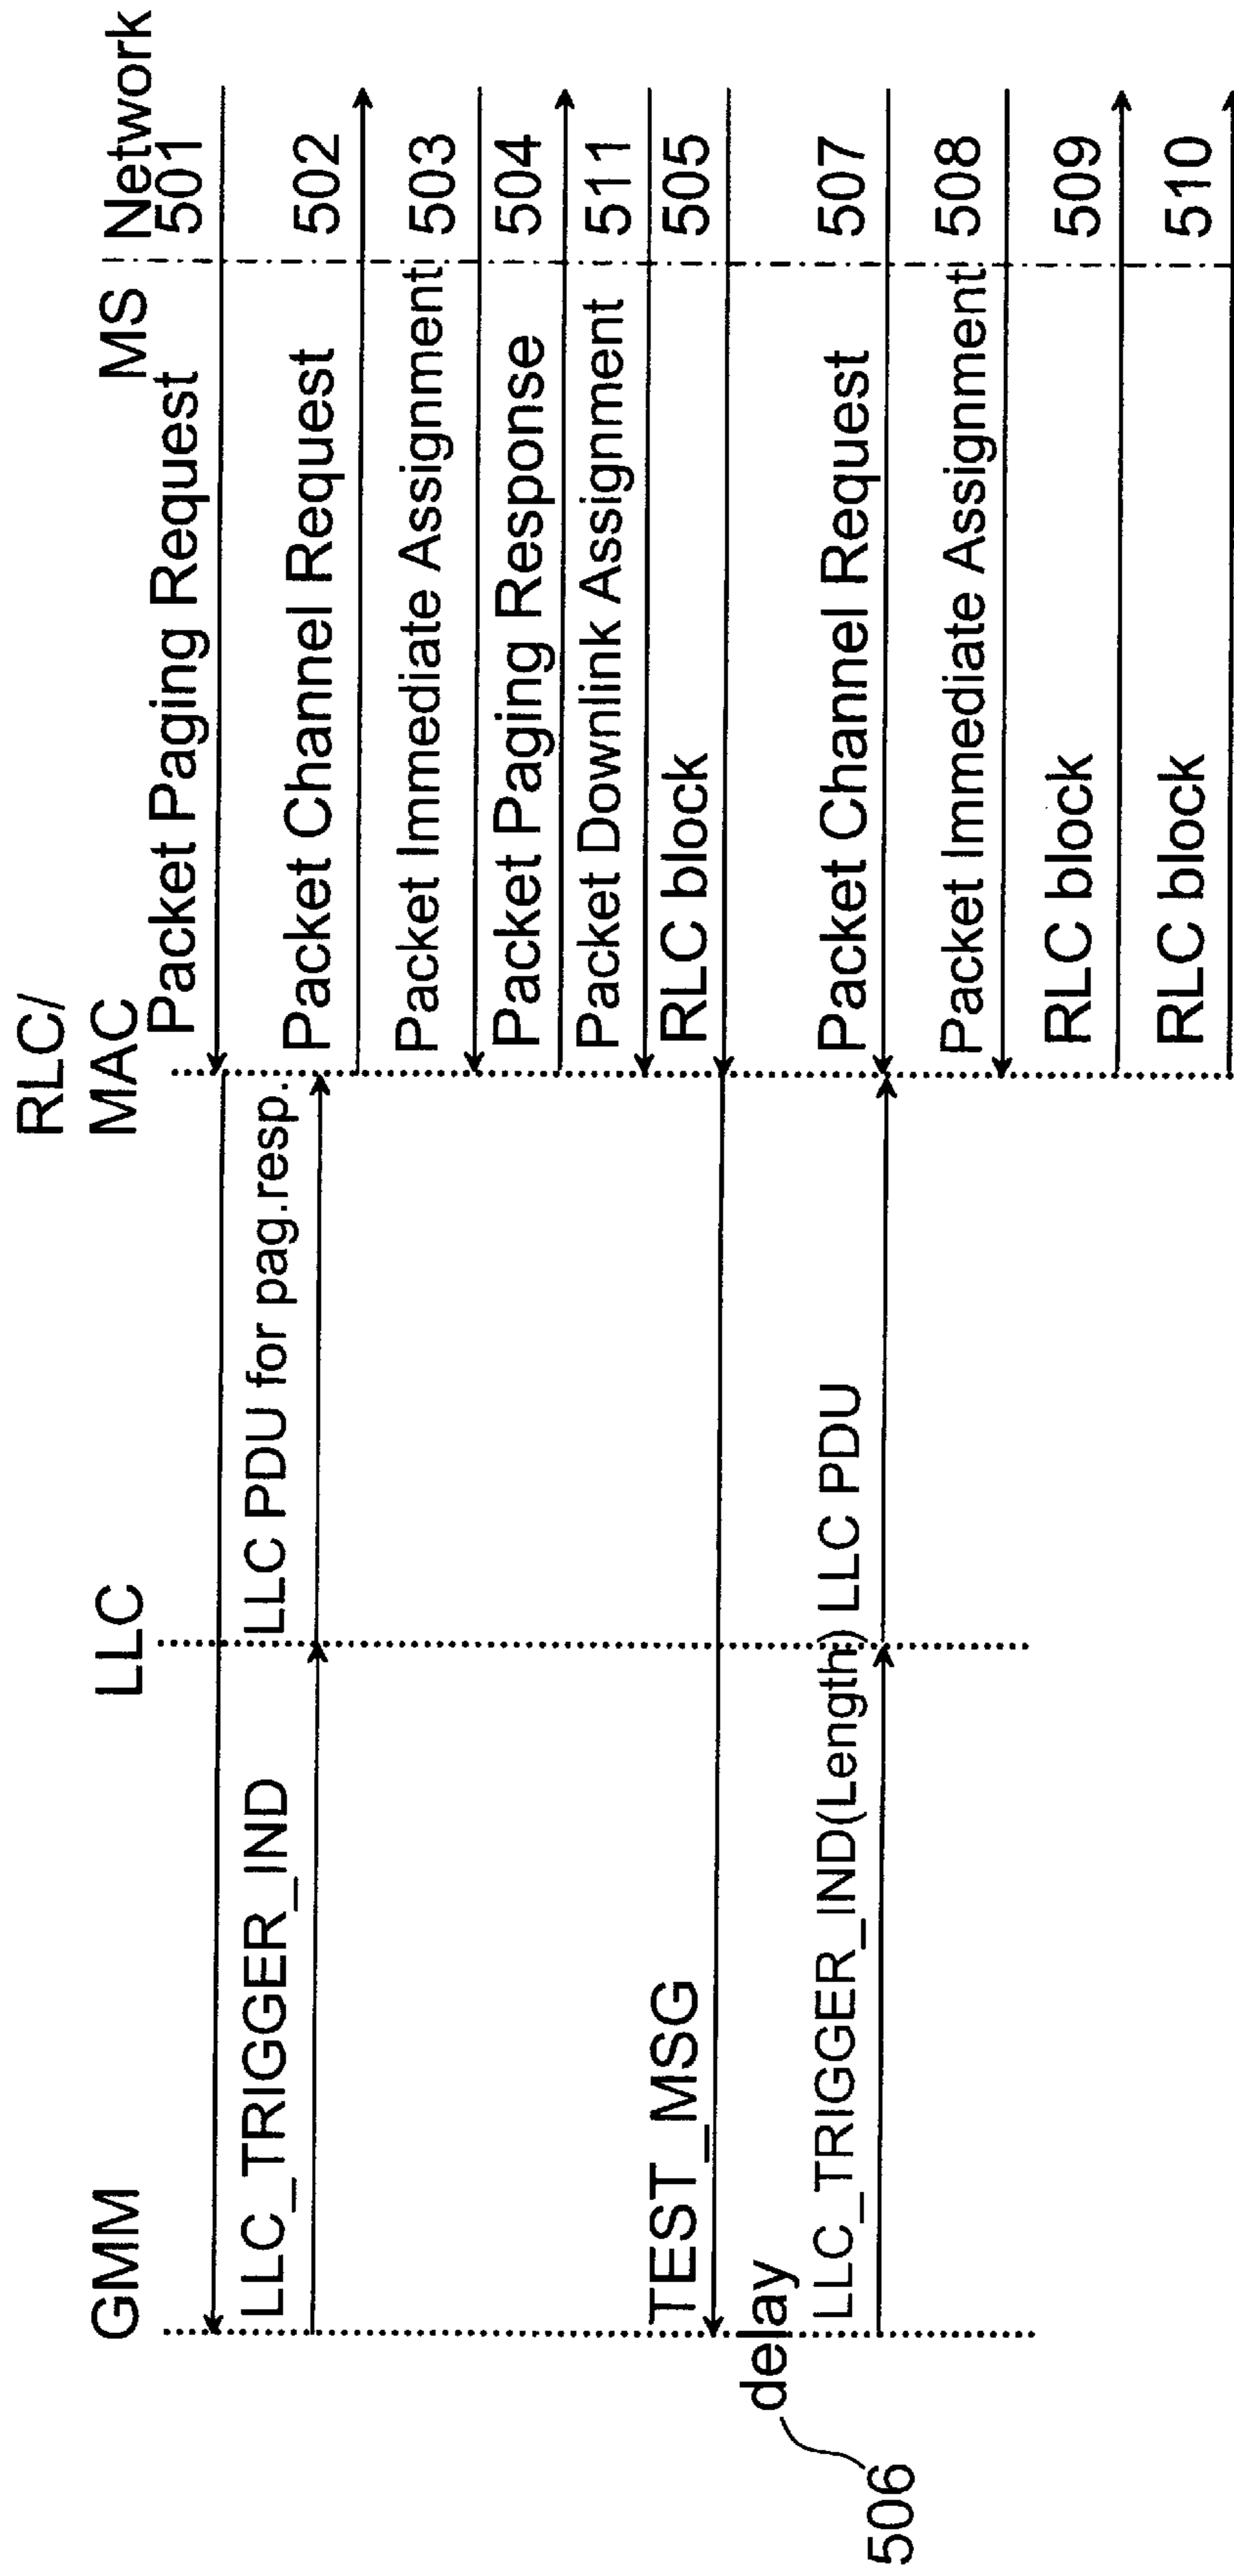 GMM
LLC
RLC/
MAC
MS
Network
Packet Paging Request
501
LLC_TRIGGER_IND
LLC PDU for pag.resp.
Packet Channel Request
502
Packet Immediate Assignment
503
Packet Paging Response
504
Packet Downlink Assignment
511
TEST_MSG
RLC block
505
delay
506
LLC_TRIGGER_IND(Length)
LLC PDU
Packet Channel Request
507
Packet Immediate Assignment
508
RLC block
509
RLC block
510